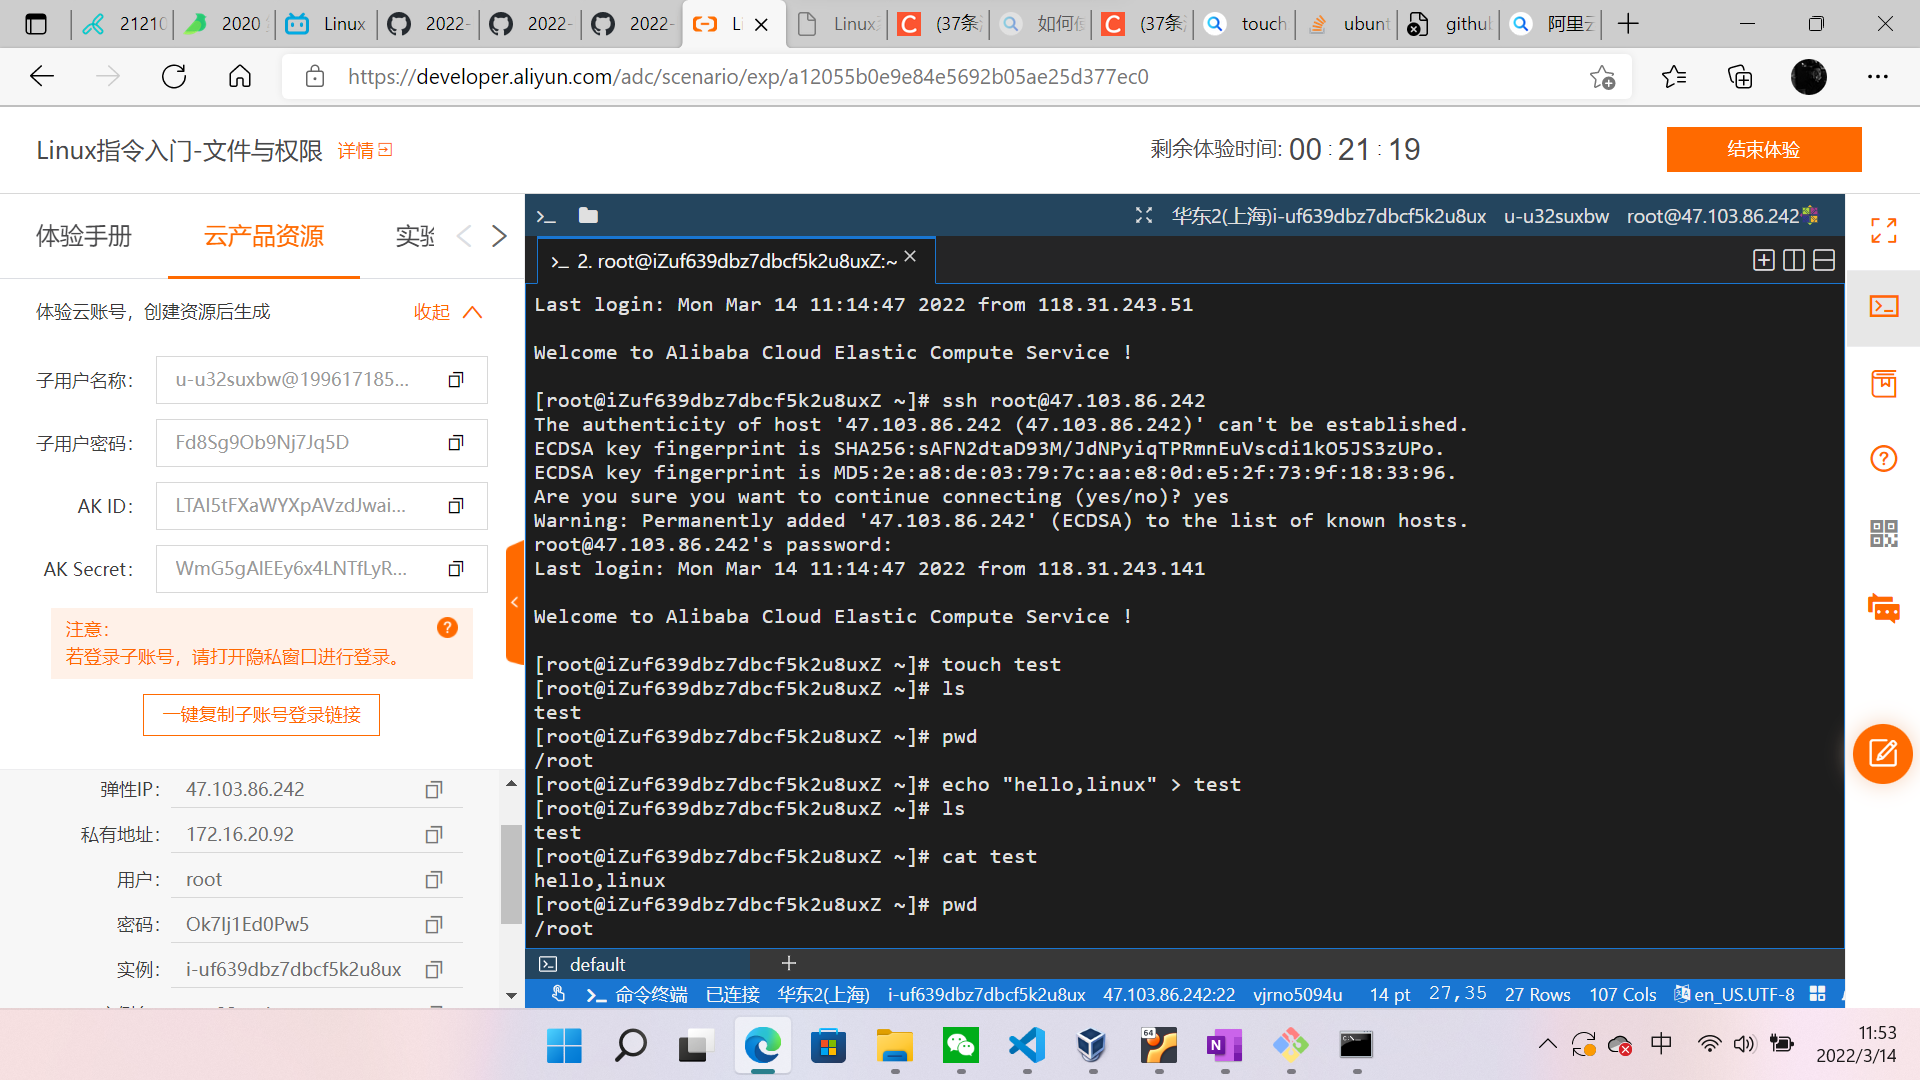 21210
2020
Linux
2022-
2022-
2022-
Li
Linux
(37条
如何
(37条
touch
ubunt
github
阿里云
https://developer.aliyun.com/adc/scenario/exp/a12055b0e9e84e5692b05ae25d377ec0
Linux指令入门-文件与权限
详情
剩余体验时间: 00 : 21 : 19
结束体验
体验手册
云产品资源
实验
体验云账号，创建资源后生成
收起
子用户名称： u-u32suxbw@199617185...
子用户密码： Fd8Sg9Ob9Nj7Jq5D
AK ID： LTAI5tFXaWYXpAVzdJwai...
AK Secret： WmG5gAlEEy6x4LNTfLyR...
注意：
若登录子账号，请打开隐私窗口进行登录。
一键复制子账号登录链接
弹性IP： 47.103.86.242
私有地址： 172.16.20.92
用户： root
密码： Ok7Ij1Ed0Pw5
实例： i-uf639dbz7dbcf5k2u8ux
华东2(上海)i-uf639dbz7dbcf5k2u8ux u-u32suxbw root@47.103.86.242
2. root@iZuf639dbz7dbcf5k2u8uxZ:~
Last login: Mon Mar 14 11:14:47 2022 from 118.31.243.51
Welcome to Alibaba Cloud Elastic Compute Service !
[root@iZuf639dbz7dbcf5k2u8uxZ ~]# ssh root@47.103.86.242
The authenticity of host '47.103.86.242 (47.103.86.242)' can't be established.
ECDSA key fingerprint is SHA256:sAFN2dtaD93M/JdNPyiqTPRmnEuVscdi1kO5JS3zUPo.
ECDSA key fingerprint is MD5:2e:a8:de:03:79:7c:aa:e8:0d:e5:2f:73:9f:18:33:96.
Are you sure you want to continue connecting (yes/no)? yes
Warning: Permanently added '47.103.86.242' (ECDSA) to the list of known hosts.
root@47.103.86.242's password:
Last login: Mon Mar 14 11:14:47 2022 from 118.31.243.141
Welcome to Alibaba Cloud Elastic Compute Service !
[root@iZuf639dbz7dbcf5k2u8uxZ ~]# touch test
[root@iZuf639dbz7dbcf5k2u8uxZ ~]# ls
test
[root@iZuf639dbz7dbcf5k2u8uxZ ~]# pwd
/root
[root@iZuf639dbz7dbcf5k2u8uxZ ~]# echo "hello,linux" > test
[root@iZuf639dbz7dbcf5k2u8uxZ ~]# ls
test
[root@iZuf639dbz7dbcf5k2u8uxZ ~]# cat test
hello,linux
[root@iZuf639dbz7dbcf5k2u8uxZ ~]# pwd
/root
default
命令终端 已连接 华东2(上海) i-uf639dbz7dbcf5k2u8ux 47.103.86.242:22 vjrno5094u 14 pt 27,35 27 Rows 107 Cols en_US.UTF-8
64
N
中
11:53
2022/3/14